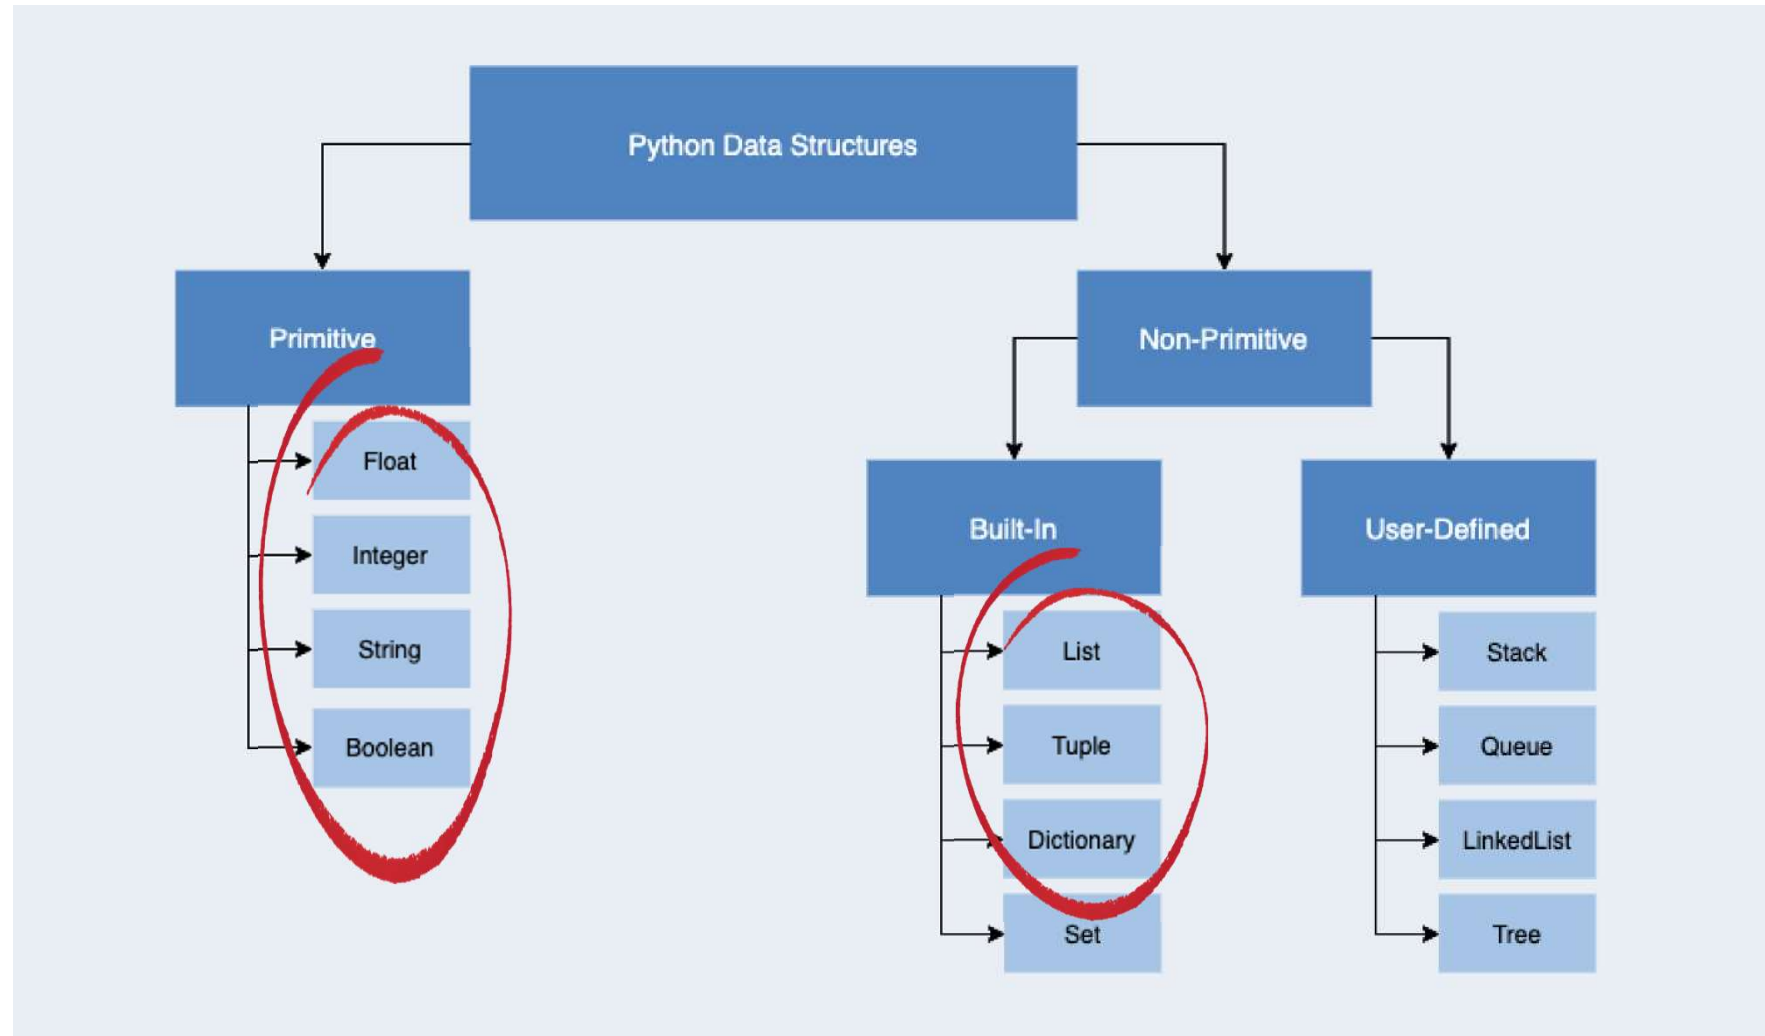 Python Data Structures
Primitive
Non-Primitive
Float
Integer
String
Boolean
Built-In
User-Defined
List
Tuple
Dictionary
Set
Stack
Queue
LinkedList
Tree